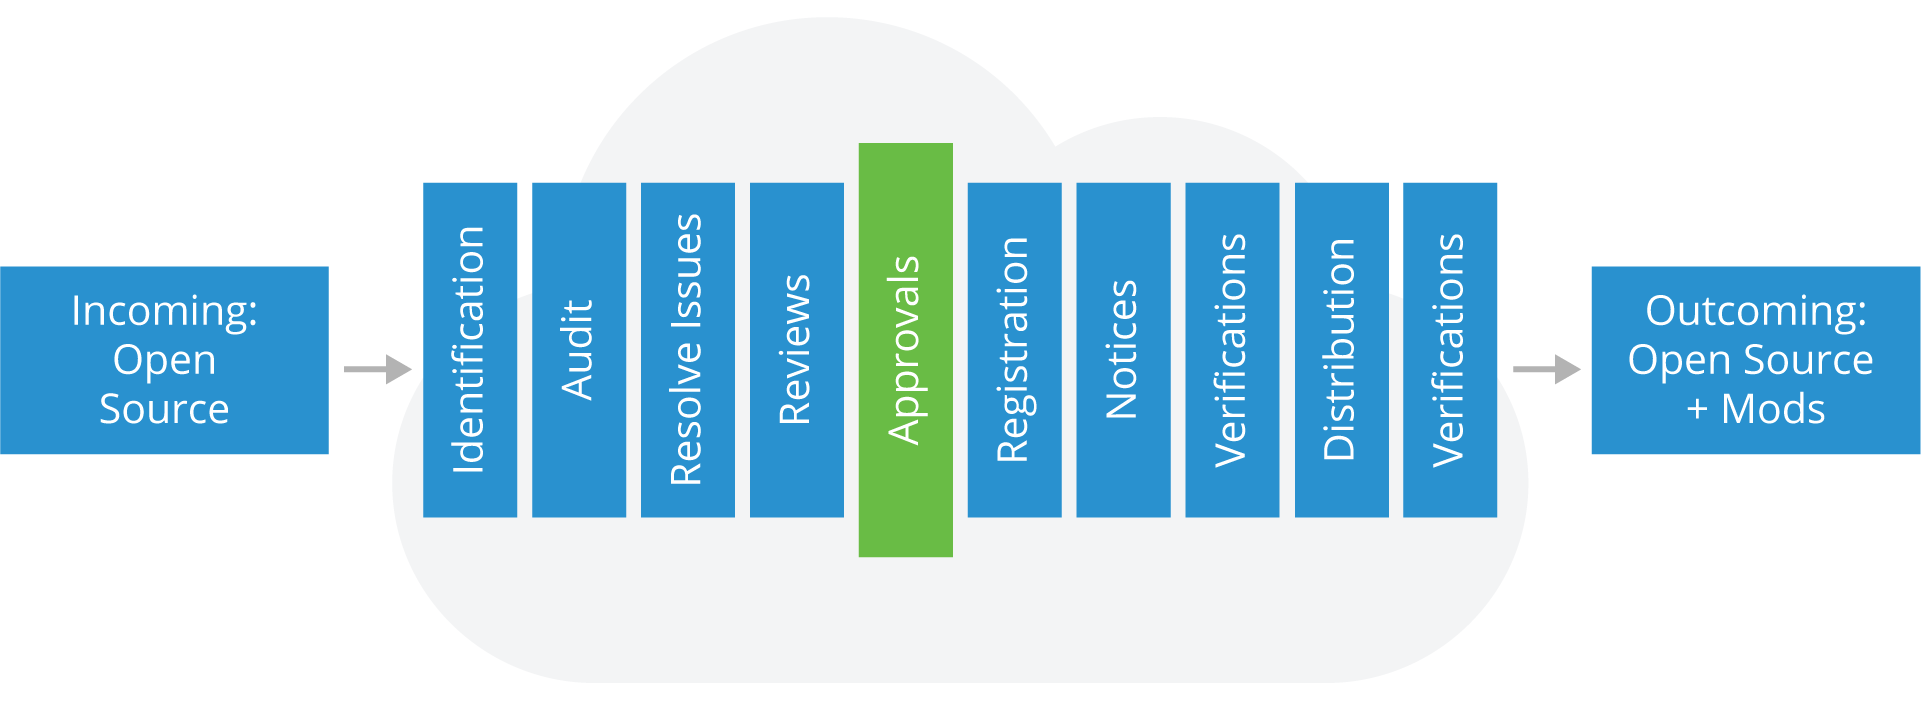 Incoming:
Open
Source
Identification
Audit
Resolve Issues
Reviews
Approvals
Registration
Notices
Verifications
Distribution
Verifications
Outcoming:
Open Source
+ Mods